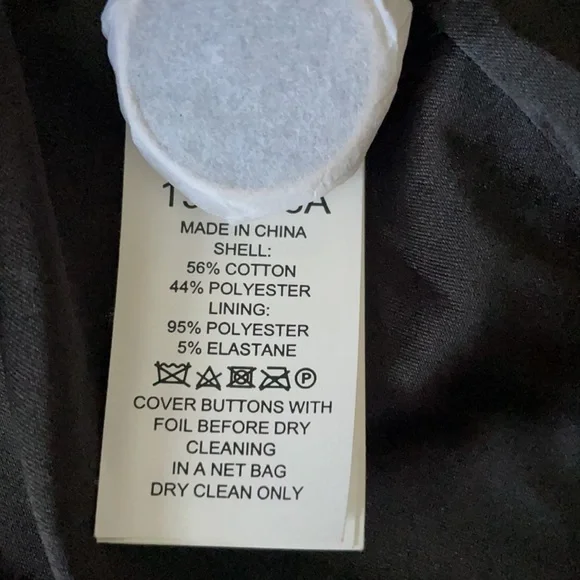 MADE IN CHINA
SHELL:
56% COTTON
44% POLYESTER
LINING:
95% POLYESTER
5% ELASTANE
P
COVER BUTTONS WITH
FOIL BEFORE DRY
CLEANING
IN A NET BAG
DRY CLEAN ONLY